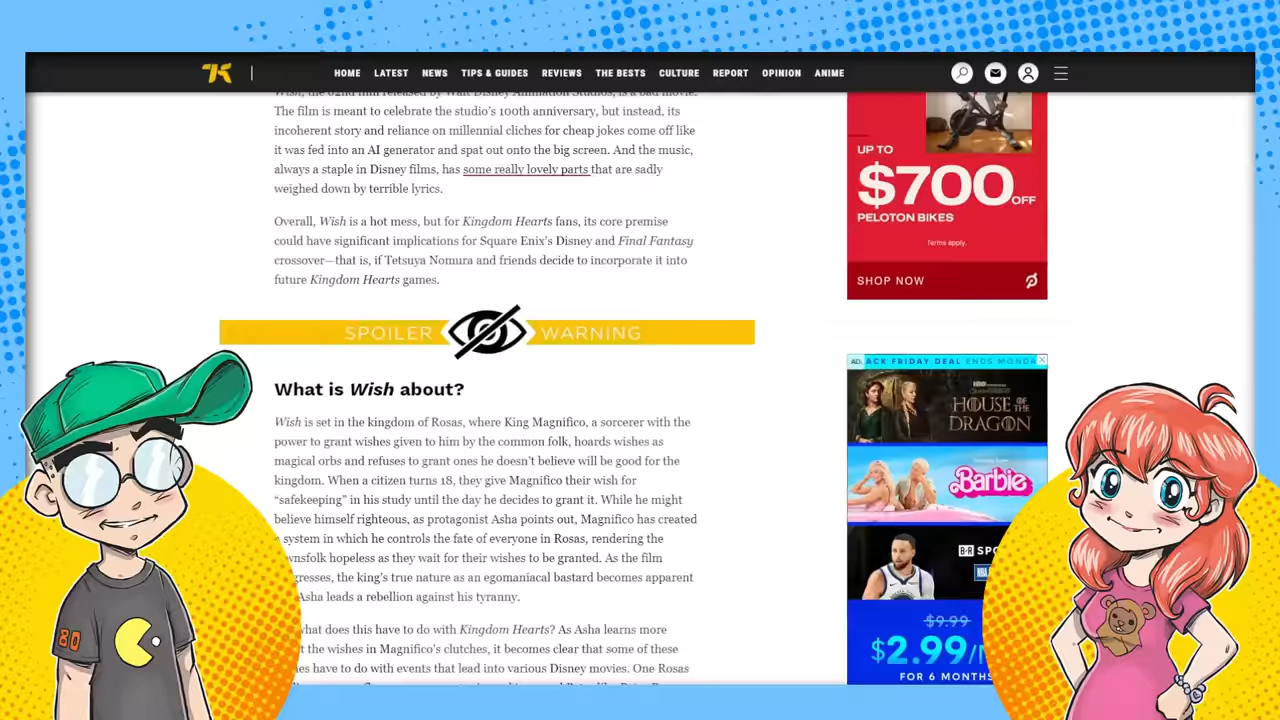 HOME LATEST NEWS TIPS & GUIDES REVIEWS THE BESTS CULTURE REPORT OPINION ANIME
Wish, the 62nd film released by Walt Disney Animation Studios, is a bad movie.
The film is meant to celebrate the studio's 100th anniversary, but instead, its
incoherent story and reliance on millennial cliches for cheap jokes come off like
it was fed into an AI generator and spat out onto the big screen. And the music,
always a staple in Disney films, has some really lovely parts that are sadly
weighed down by terrible lyrics.
Overall, Wish is a hot mess, but for Kingdom Hearts fans, its core premise
could have significant implications for Square Enix's Disney and Final Fantasy
crossover—that is, if Tetsuya Nomura and friends decide to incorporate it into
future Kingdom Hearts games.
SPOILER WARNING
What is Wish about?
Wish is set in the kingdom of Rosas, where King Magnifico, a sorcerer with the
power to grant wishes given to him by the common folk, hoards wishes as
magical orbs and refuses to grant ones he doesn't believe will be good for the
kingdom. When a citizen turns 18, they give Magnifico their wish for
"safekeeping" in his study until the day he decides to grant it. While he might
believe himself righteous, as protagonist Asha points out, Magnifico has created
system in which he controls the fate of everyone in Rosas, rendering the
wnsfolk hopeless as they wait for their wishes to be granted. As the film
gresses, the king's true nature as an egomaniacal bastard becomes apparent
Asha leads a rebellion against his tyranny.
hat does this have to do with Kingdom Hearts? As Asha learns more
t the wishes in Magnifico's clutches, it becomes clear that some of these
es have to do with events that lead into various Disney movies. One Rosas
UP TO
$700 OFF
PELOTON BIKES
Terms apply.
SHOP NOW
AD
ACK FRIDAY DEAL ENDS MONDA
HBO
HOUSE OF THE
DRAGON
Barbie
B/R SPO
$9.99
$2.99/
FOR 6 MONTHS
80